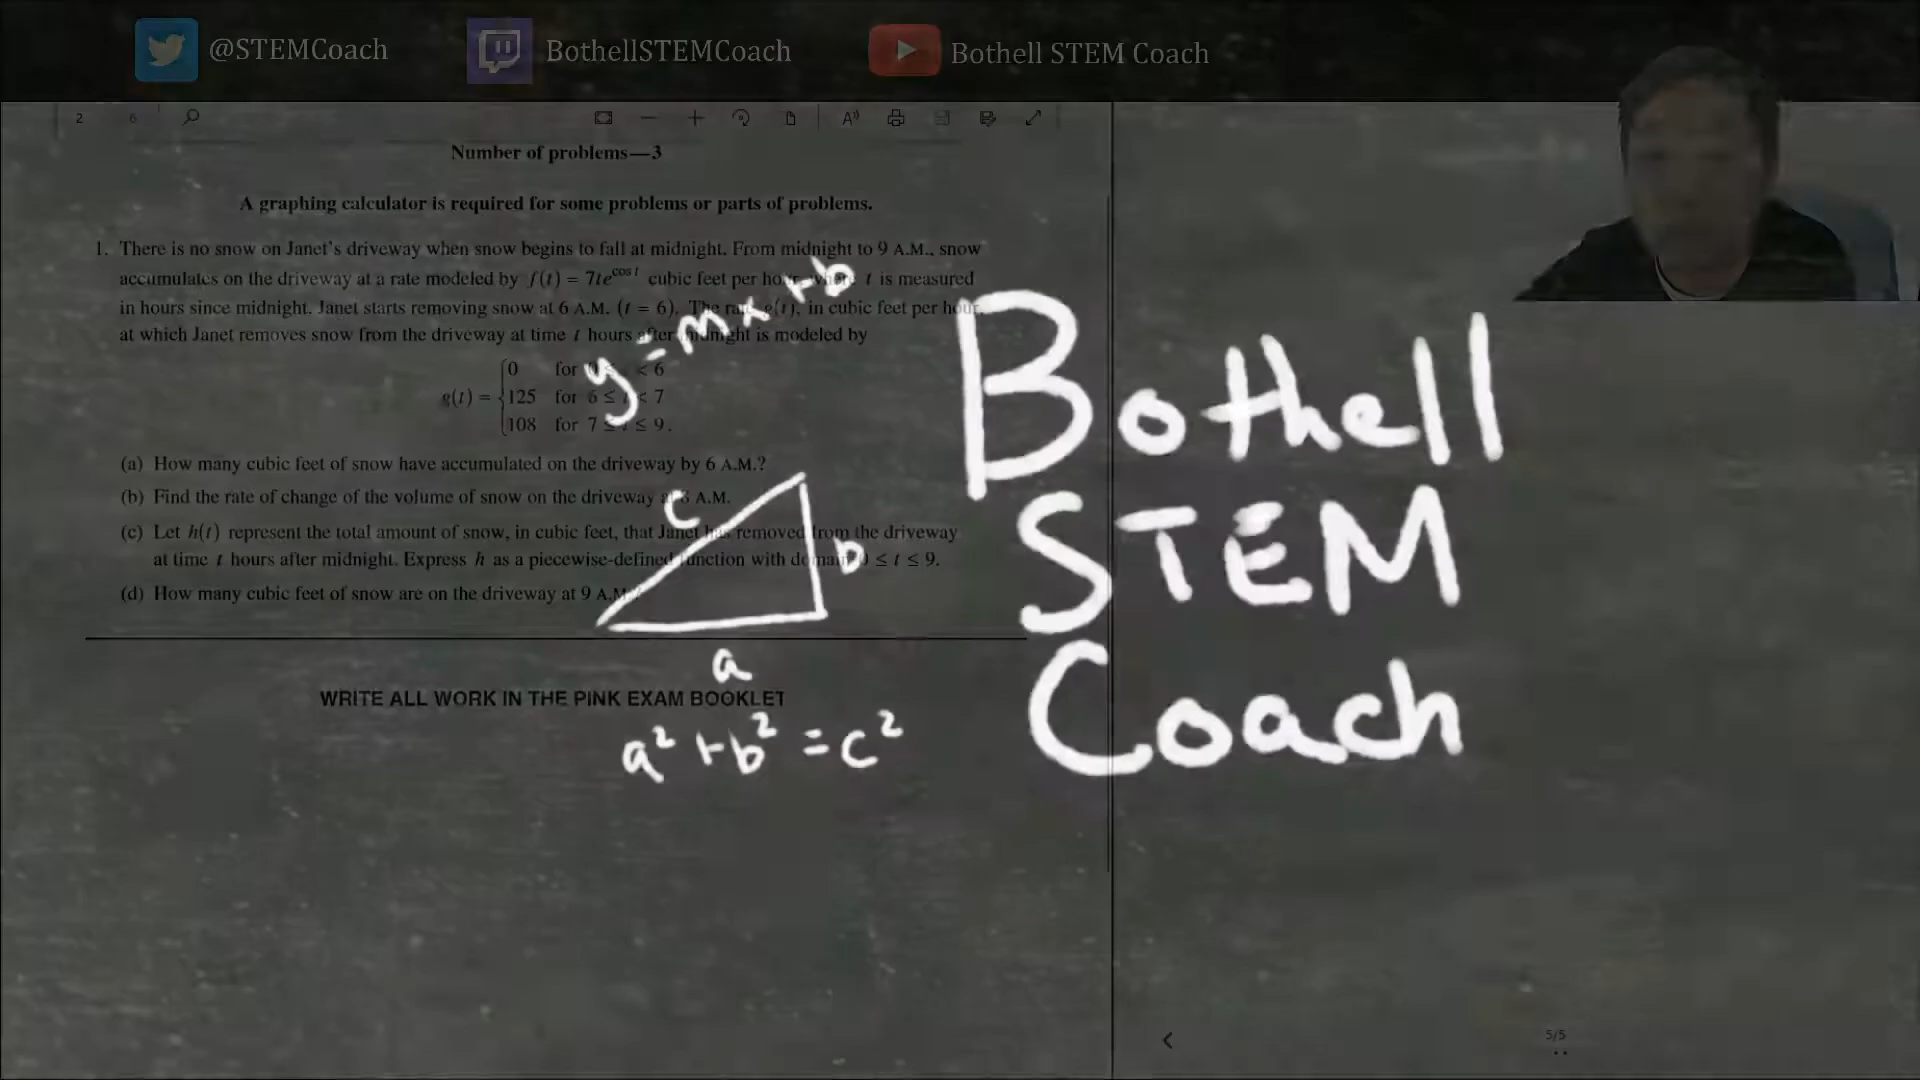 @STEMCoach BothellSTEMCoach Bothell STEM Coach
2 6
Number of problems—3
A graphing calculator is required for some problems or parts of problems.
1. There is no snow on Janet's driveway when snow begins to fall at midnight. From midnight to 9 A.M., snow
accumulates on the driveway at a rate modeled by f(t) = 7te^cos t cubic feet per hour, where t is measured
in hours since midnight. Janet starts removing snow at 6 A.M. (t = 6). The rate g(t), in cubic feet per hour,
at which Janet removes snow from the driveway at time t hours after midnight is modeled by
g(t) = {0 for < 6
125 for 6 ≤ t < 7
108 for 7 ≤ t ≤ 9.
(a) How many cubic feet of snow have accumulated on the driveway by 6 A.M.?
(b) Find the rate of change of the volume of snow on the driveway at 8 A.M.
(c) Let h(t) represent the total amount of snow, in cubic feet, that Janet has removed from the driveway
at time t hours after midnight. Express h as a piecewise-defined function with domain 0 ≤ t ≤ 9.
(d) How many cubic feet of snow are on the driveway at 9 A.M.?
WRITE ALL WORK IN THE PINK EXAM BOOKLET
y = mx + b
c
b
a
a² + b² = c²
Bothell
STEM
Coach
5/5